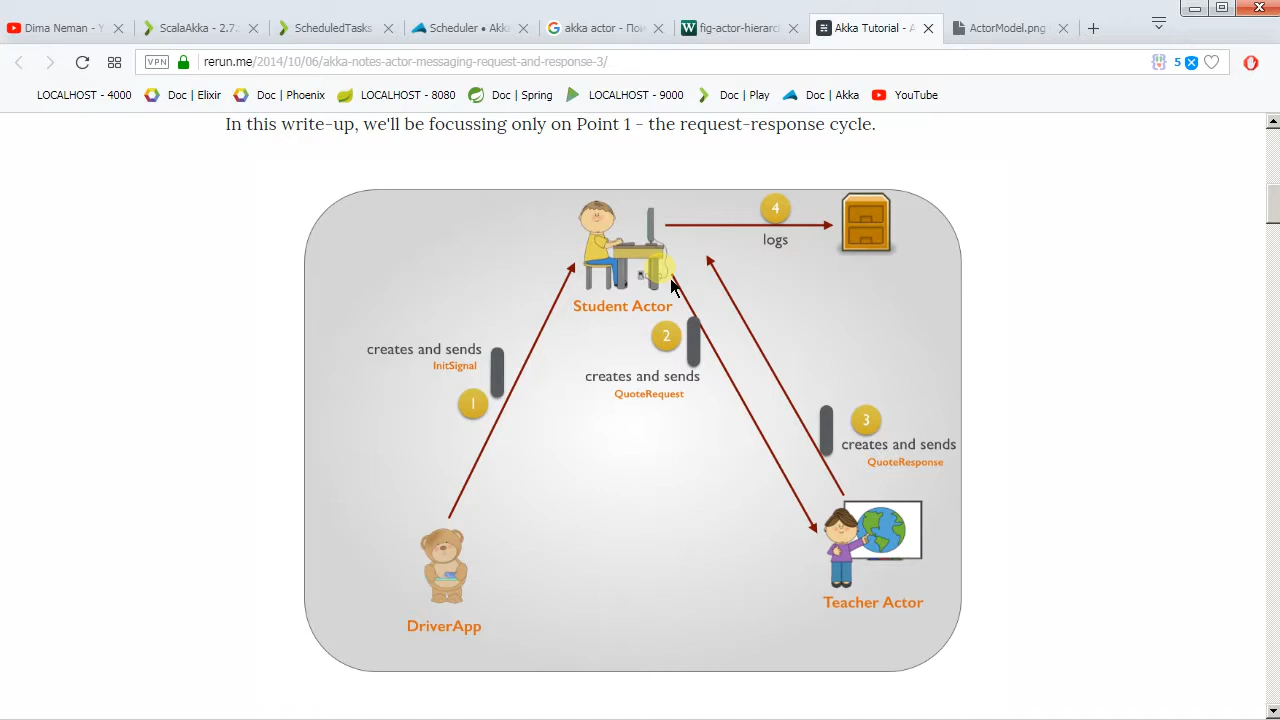 Dima Neman - Y
ScalaAkka - 2.7.
ScheduledTasks
Scheduler • Akk
akka actor - Пои
fig-actor-hierarc
Akka Tutorial - A
ActorModel.png
VPN
rerun.me/2014/10/06/akka-notes-actor-messaging-request-and-response-3/
5
LOCALHOST - 4000
Doc | Elixir
Doc | Phoenix
LOCALHOST - 8080
Doc | Spring
LOCALHOST - 9000
Doc | Play
Doc | Akka
YouTube
In this write-up, we'll be focussing only on Point 1 - the request-response cycle.
4
logs
Student Actor
creates and sends
InitSignal
1
2
creates and sends
QuoteRequest
3
creates and sends
QuoteResponse
Teacher Actor
DriverApp